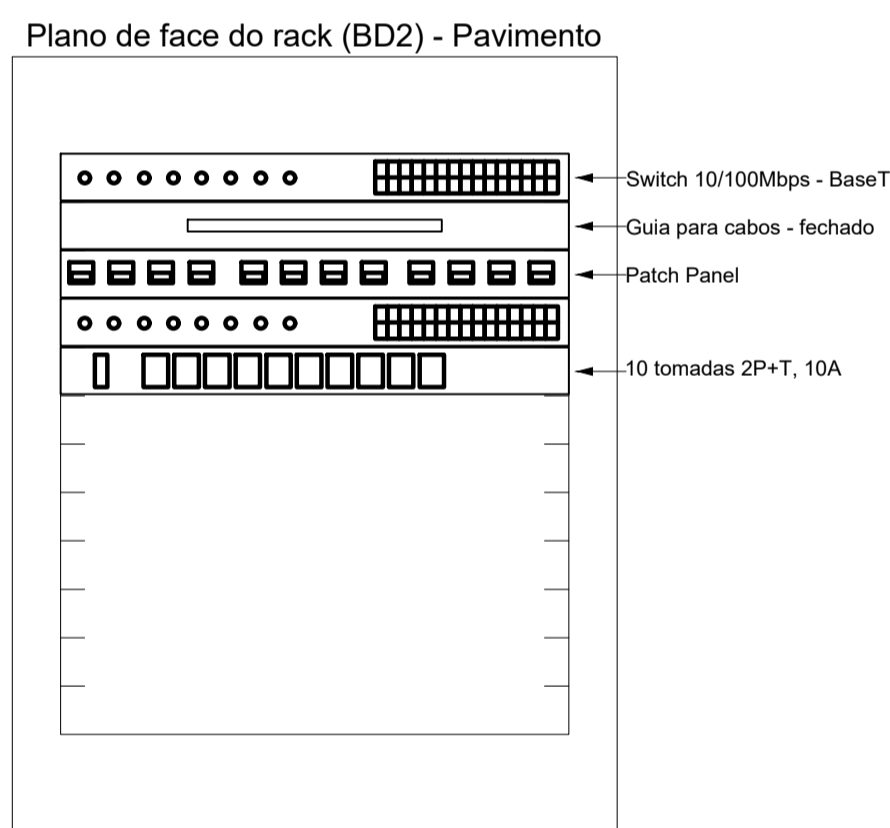 Plano de face do rack (BD2) - Pavimento
Switch 10/100Mbps - BaseT
Guia para cabos - fechado
Patch Panel
10 tomadas 2P+T, 10A